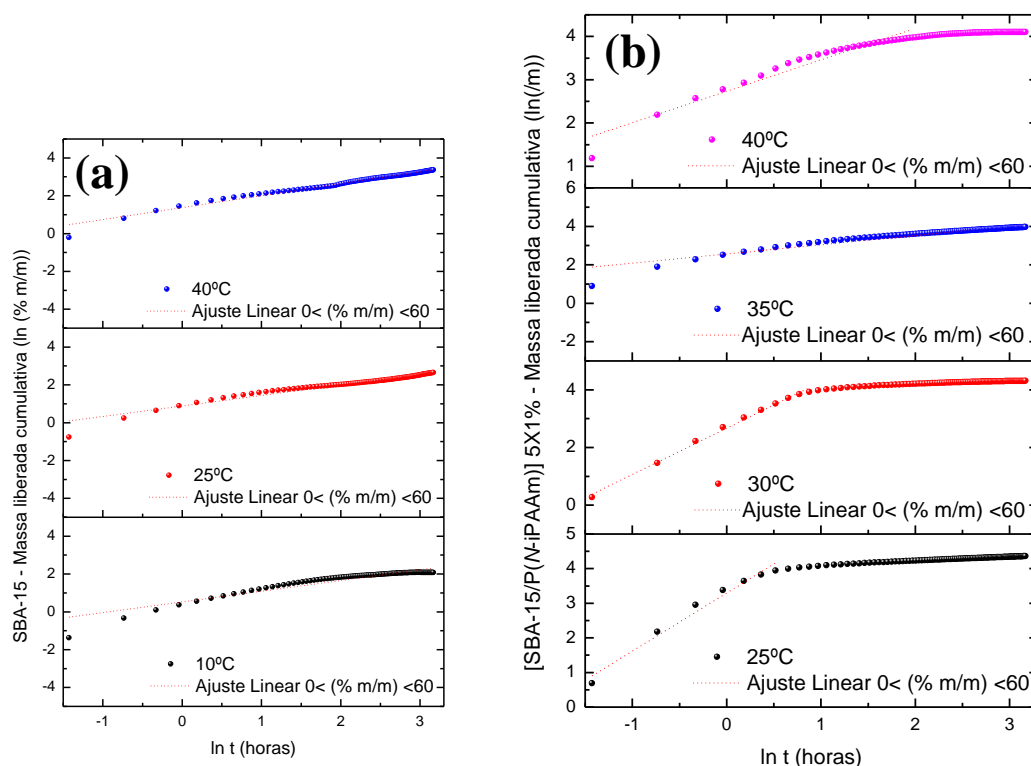 (a)
SBA-15 - Massa liberada cumulativa (ln (% m/m))
4
2
0
-2
-4
40ºC
Ajuste Linear 0< (% m/m) <60
4
2
0
-2
-4
25ºC
Ajuste Linear 0< (% m/m) <60
4
2
0
-2
-4
10ºC
Ajuste Linear 0< (% m/m) <60
-1 0 1 2 3
ln t (horas)
(b)
[SBA-15/P(N-iPAAm)] 5X1% - Massa liberada cumulativa (ln(/m))
4
3
2
1
40ºC
Ajuste Linear 0< (% m/m) <60
6
4
2
0
-2
35ºC
Ajuste Linear 0< (% m/m) <60
4
2
0
30ºC
Ajuste Linear 0< (% m/m) <60
5
4
3
2
1
0
25ºC
Ajuste Linear 0< (% m/m) <60
-1 0 1 2 3
ln t (horas)